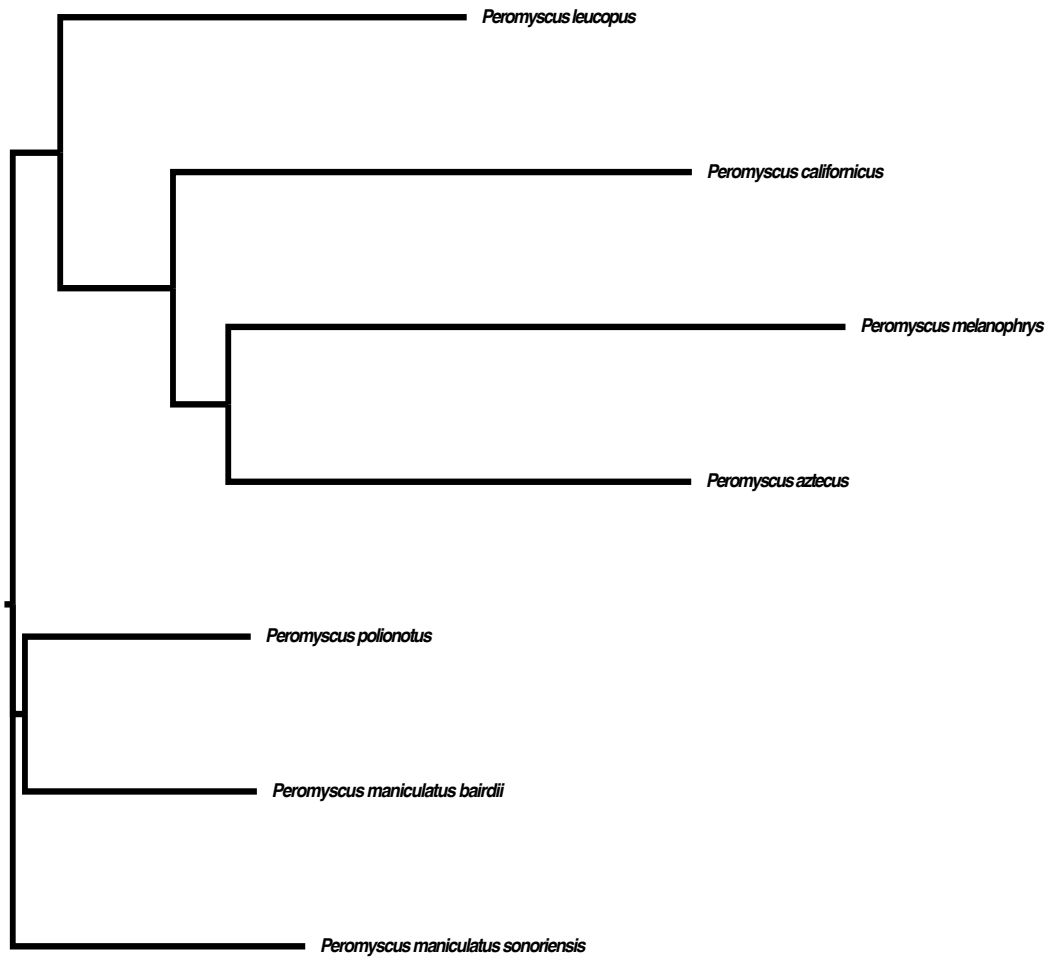 Peromyscus leucopus
Peromyscus californicus
Peromyscus melanophrys
Peromyscus aztecus
Peromyscus polionotus
Peromyscus maniculatus bairdii
Peromyscus maniculatus sonoriensis